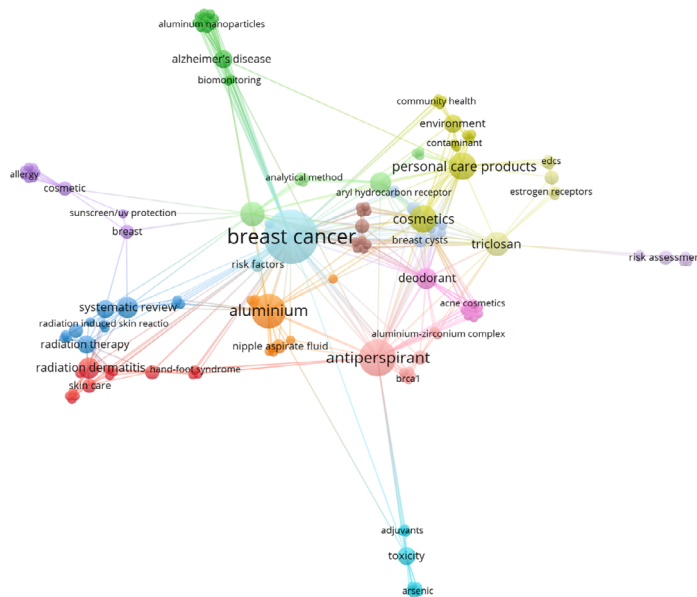 aluminum nanoparticles
alzheimer's disease
biomonitoring
community health
environment
contaminant
personal care products
edcs
allergy
cosmetic
analytical method
aryl hydrocarbon receptor
estrogen receptors
sunscreen/uv protection
breast
cosmetics
breast cancer
breast cysts
triclosan
risk factors
risk assessmer
deodorant
systematic review
aluminium
acne cosmetics
radiation induced skin reactio
aluminium-zirconium complex
radiation therapy
nipple aspirate fluid
antiperspirant
radiation dermatitis
hand-foot syndrome
brca1
skin care
adjuvants
toxicity
arsenic